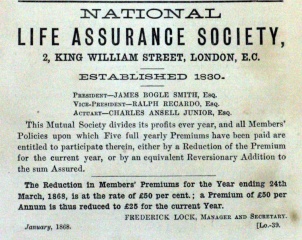 NATIONAL
LIFE ASSURANCE SOCIETY,
2, KING WILLIAM STREET, LONDON, E.C.
ESTABLISHED 1830.
PRESIDENT—JAMES BOGLE SMITH, ESQ.
VICE-PRESIDENT—RALPH RECARDO, ESQ.
ACTUARY—CHARLES ANSELL JUNIOR, ESQ.
This Mutual Society divides its profits ever year, and all Members'
Policies upon which Five full yearly Premiums have been paid are
entitled to participate therein, either by a Reduction of the Premium
for the current year, or by an equivalent Reversionary Addition to
the sum Assured.
The Reduction in Members' Premiums for the Year ending 24th
March, 1868, is at the rate of £50 per cent.; a Premium of £50 per
Annum is thus reduced to £25 for the current Year.
FREDERICK LOCK, MANAGER AND SECRETARY.
January, 1868. [Lo.-39.